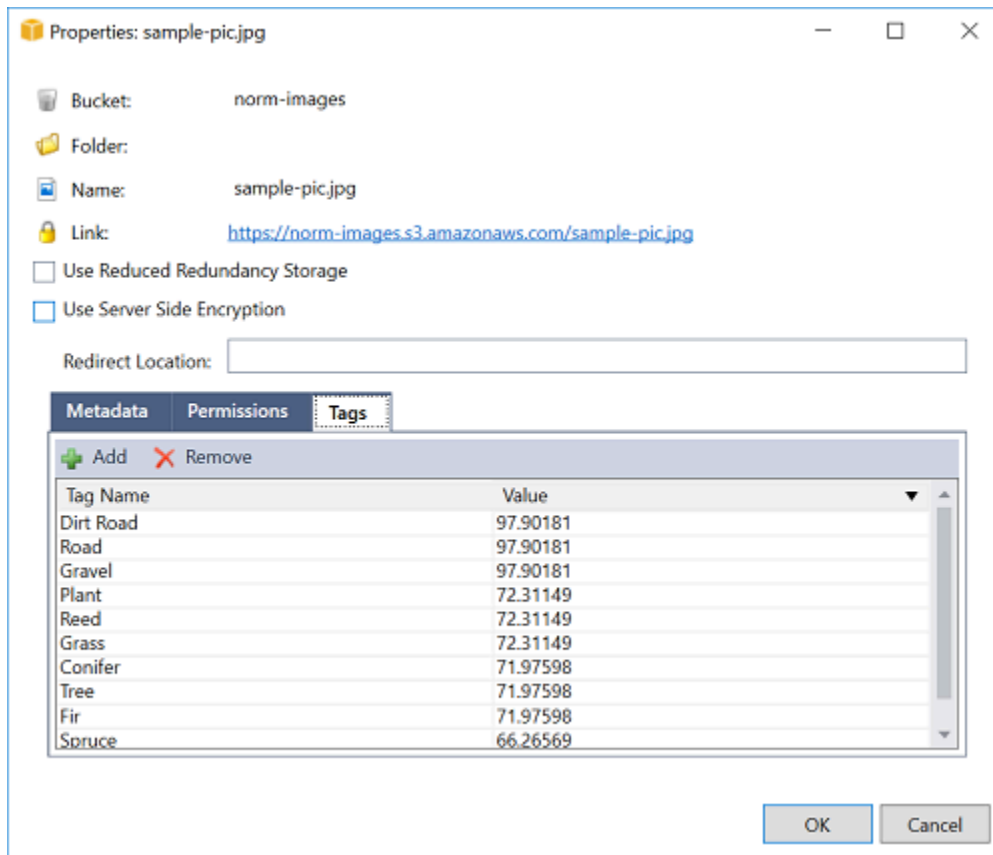 Properties: sample-pic.jpg
Bucket: norm-images
Folder:
Name: sample-pic.jpg
Link: https://norm-images.s3.amazonaws.com/sample-pic.jpg
Use Reduced Redundancy Storage
Use Server Side Encryption
Redirect Location:
Metadata Permissions Tags
Add Remove
Tag Name Value
Dirt Road 97.90181
Road 97.90181
Gravel 97.90181
Plant 72.31149
Reed 72.31149
Grass 72.31149
Conifer 71.97598
Tree 71.97598
Fir 71.97598
Spruce 66.26569
OK Cancel